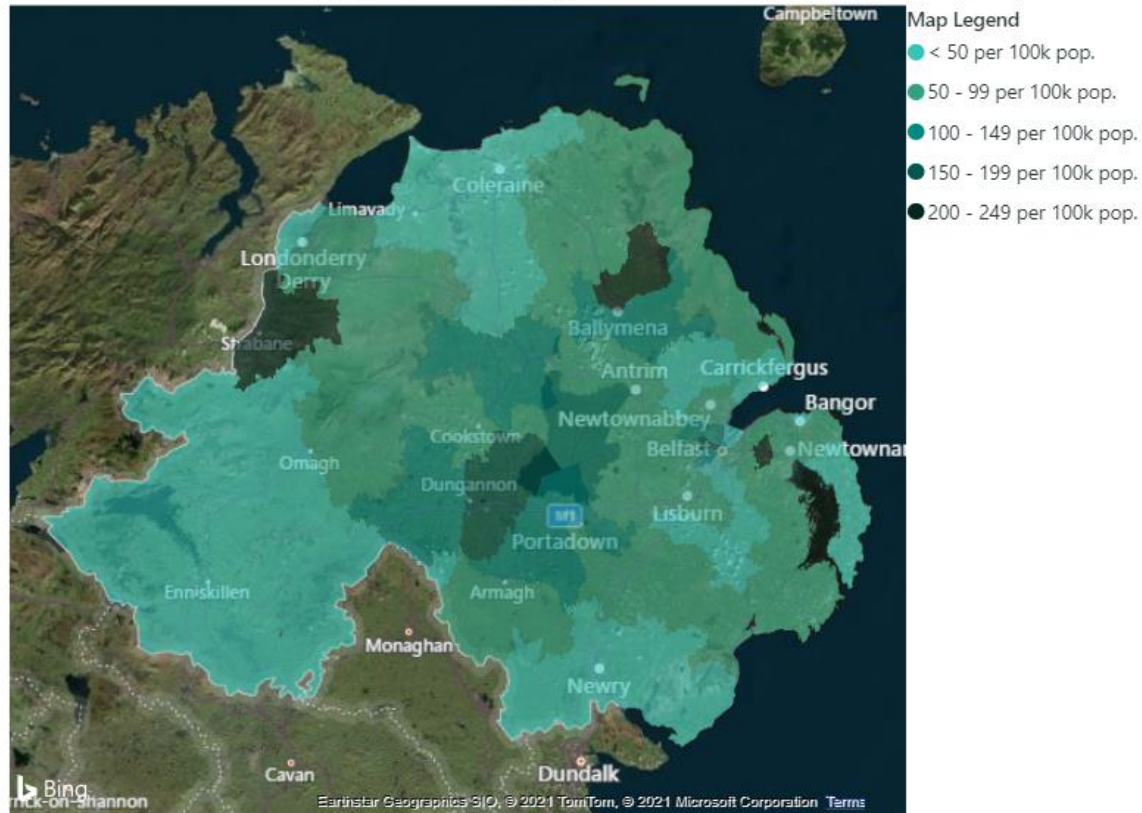 Campbeltown
Map Legend
< 50 per 100k pop.
50 - 99 per 100k pop.
100 - 149 per 100k pop.
150 - 199 per 100k pop.
200 - 249 per 100k pop.
Coleraine
Limavady
Londonderry
Derry
Strabane
Ballymena
Carrickfergus
Antrim
Bangor
Newtownabbey
Cookstown
Belfast
Newtownar
Omagh
Dungannon
Lisburn
Portadown
Enniskillen
Armagh
Monaghan
Newry
Cavan
Dundalk
Bing
rrick-on-Shannon
Earthstar Geographics SIO, © 2021 TomTom, © 2021 Microsoft Corporation Terms